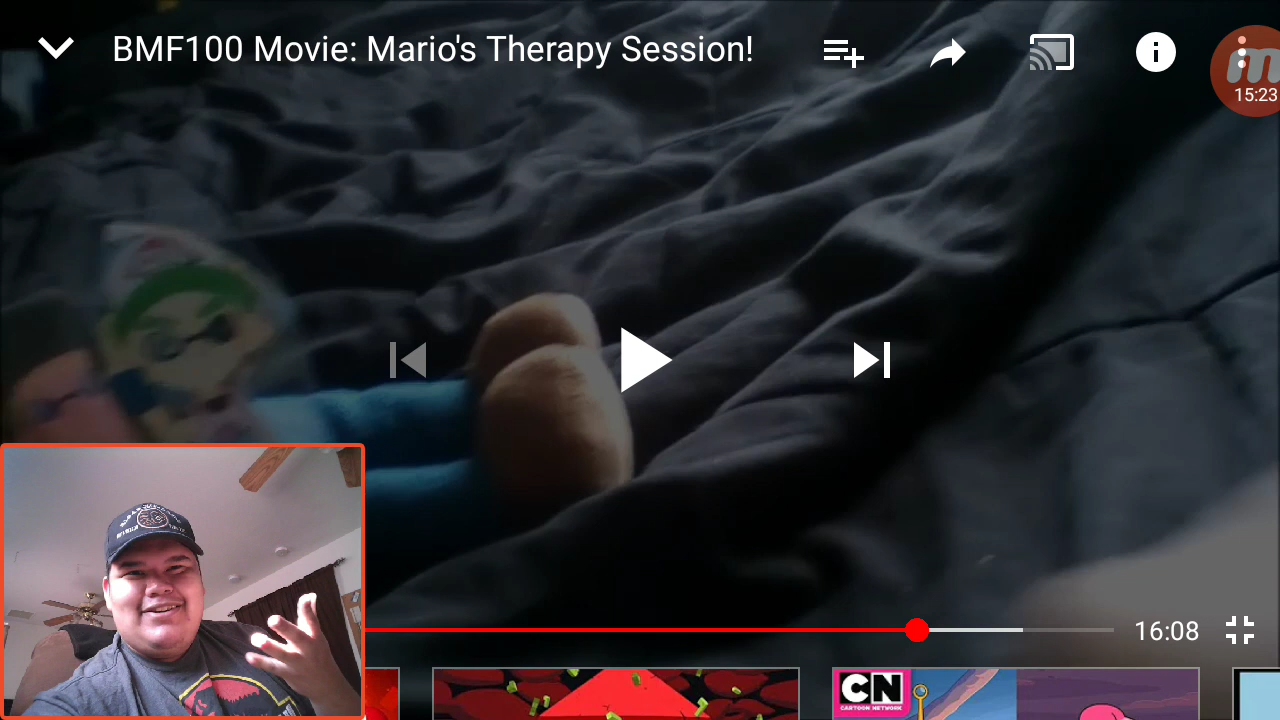 BMF100 Movie: Mario's Therapy Session!
15:23
16:08
CN
CARTOON NETWORK